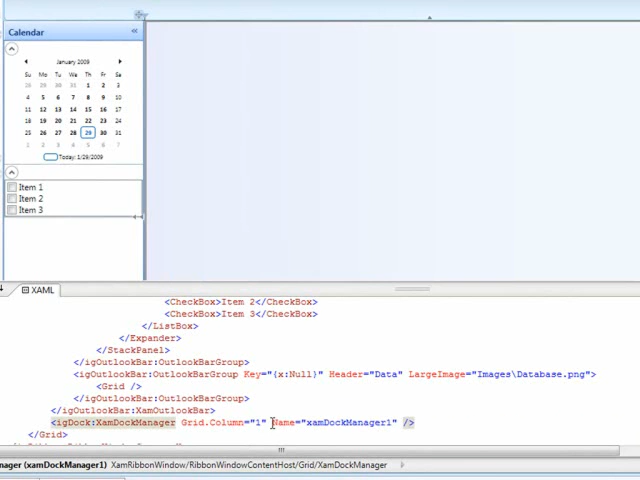 Calendar «
January 2009
Su Mo Tu We Th Fr Sa
28 29 30 31 1 2 3
4 5 6 7 8 9 10
11 12 13 14 15 16 17
18 19 20 21 22 23 24
25 26 27 28 29 30 31
1 2 3 4 5 6 7
Today: 1/29/2009
Item 1
Item 2
Item 3
XAML
<CheckBox>Item 2</CheckBox>
<CheckBox>Item 3</CheckBox>
</ListBox>
</Expander>
</StackPanel>
</igOutlookBar:OutlookBarGroup>
<igOutlookBar:OutlookBarGroup Key="{x:Null}" Header="Data" LargeImage="Images\Database.png">
<Grid />
</igOutlookBar:OutlookBarGroup>
</igOutlookBar:XamOutlookBar>
<igDock:XamDockManager Grid.Column="1" Name="xamDockManager1" />
</Grid>
nager (xamDockManager1) XamRibbonWindow/RibbonWindowContentHost/Grid/XamDockManager